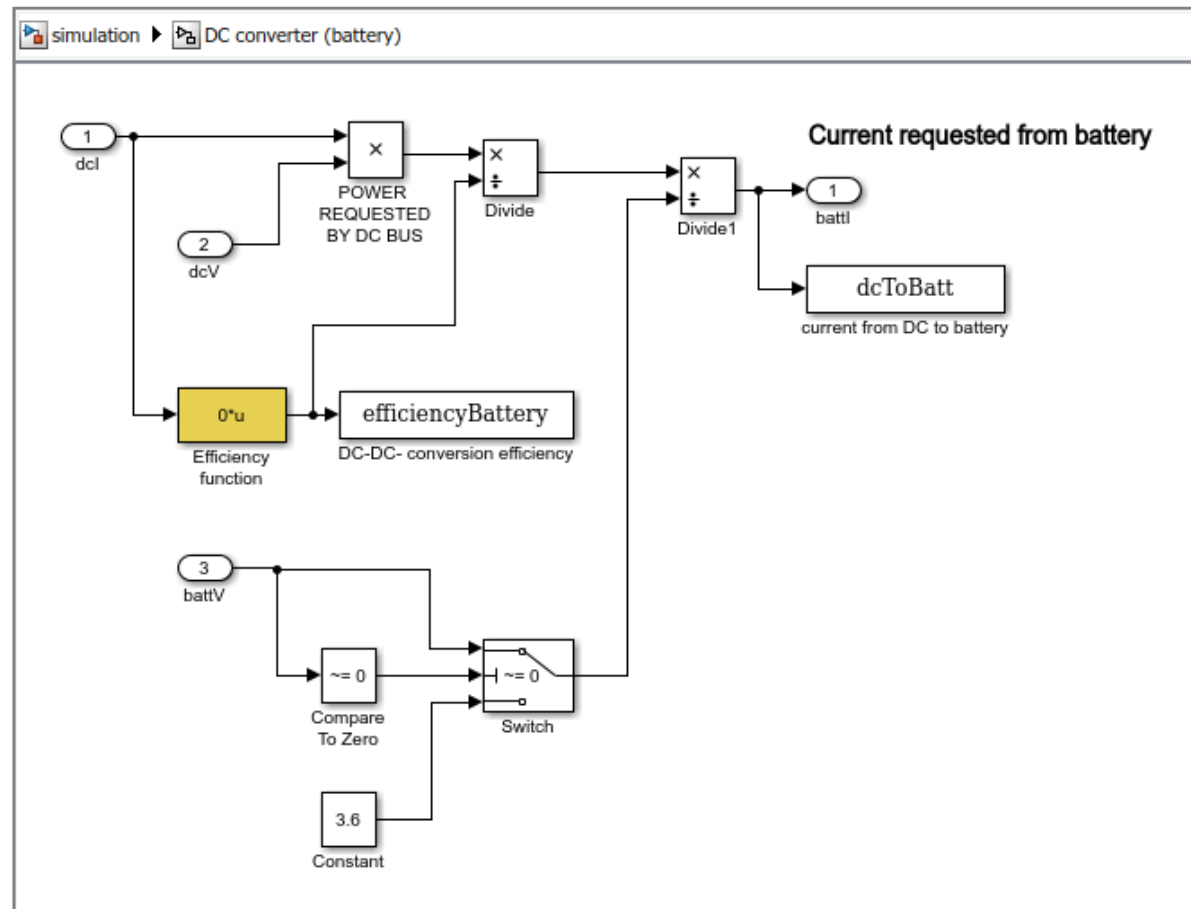 simulation ▶ DC converter (battery)
1
dcI
×
POWER
REQUESTED
BY DC BUS
2
dcV
×
÷
Divide
×
÷
Divide1
Current requested from battery
1
battI
dcToBatt
current from DC to battery
0*u
Efficiency
function
efficiencyBattery
DC-DC- conversion efficiency
3
battV
~= 0
Compare
To Zero
~= 0
Switch
3.6
Constant